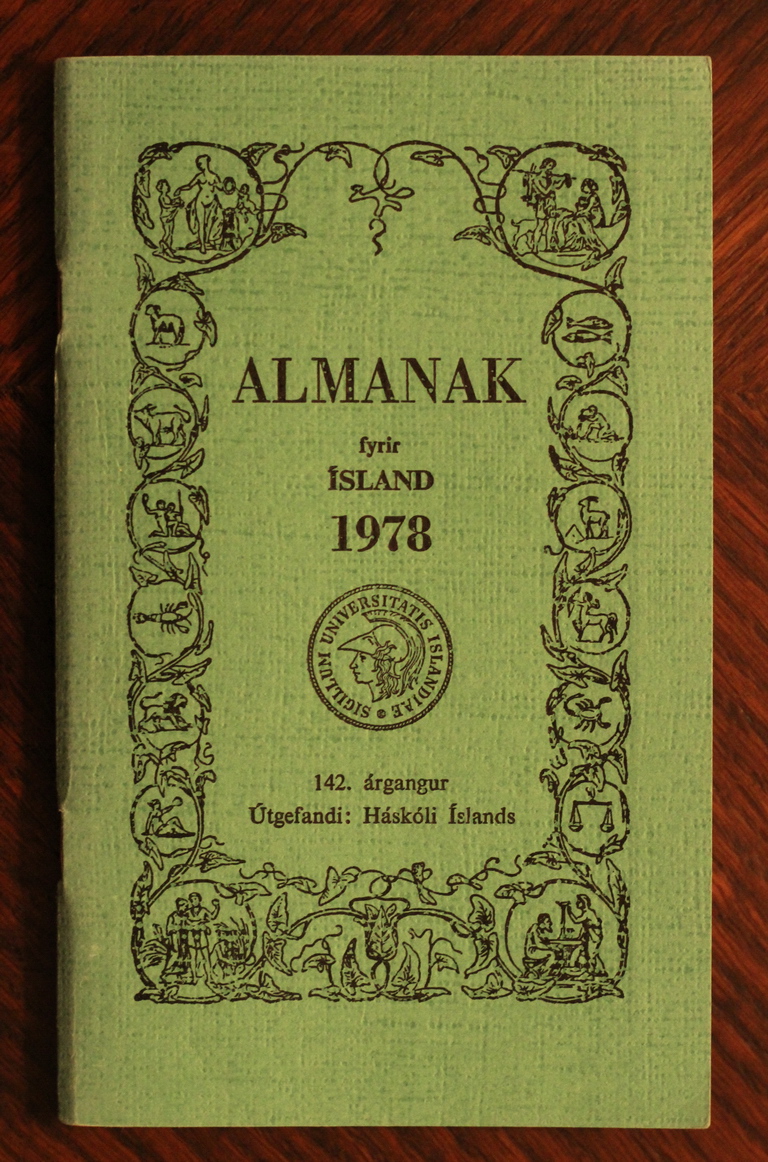 ALMANAK
fyrir
ÍSLAND
1978
SIGILLUM UNIVERSITATIS ISLANDIAE
142. árgangur
Útgefandi: Háskóli Íslands